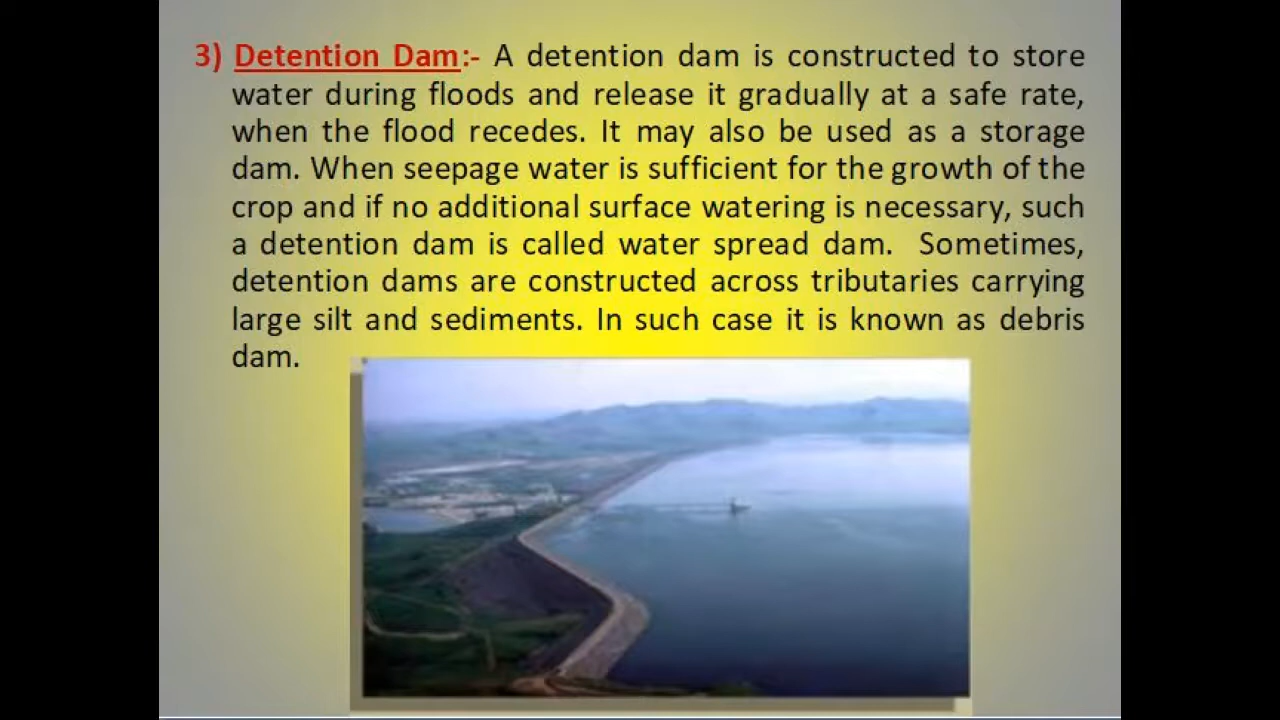 3) Detention Dam:- A detention dam is constructed to store
water during floods and release it gradually at a safe rate,
when the flood recedes. It may also be used as a storage
dam. When seepage water is sufficient for the growth of the
crop and if no additional surface watering is necessary, such
a detention dam is called water spread dam. Sometimes,
detention dams are constructed across tributaries carrying
large silt and sediments. In such case it is known as debris
dam.